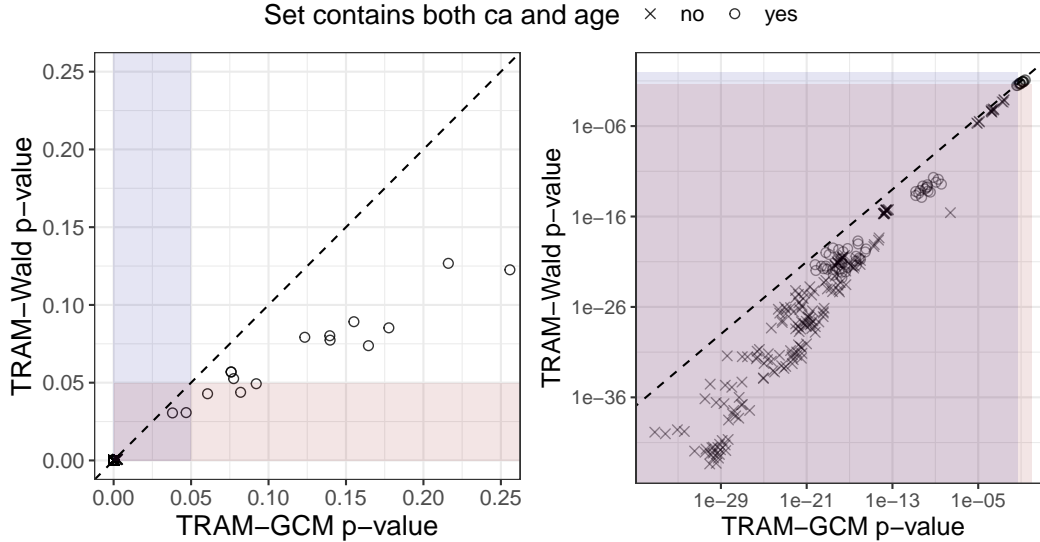 Set contains both ca and age × no ○ yes
TRAM−Wald p−value
0.25
0.20
0.15
0.10
0.05
0.00
0.00 0.05 0.10 0.15 0.20 0.25
TRAM−GCM p−value
TRAM−Wald p−value
1e−06
1e−16
1e−26
1e−36
1e−29 1e−21 1e−13 1e−05
TRAM−GCM p−value